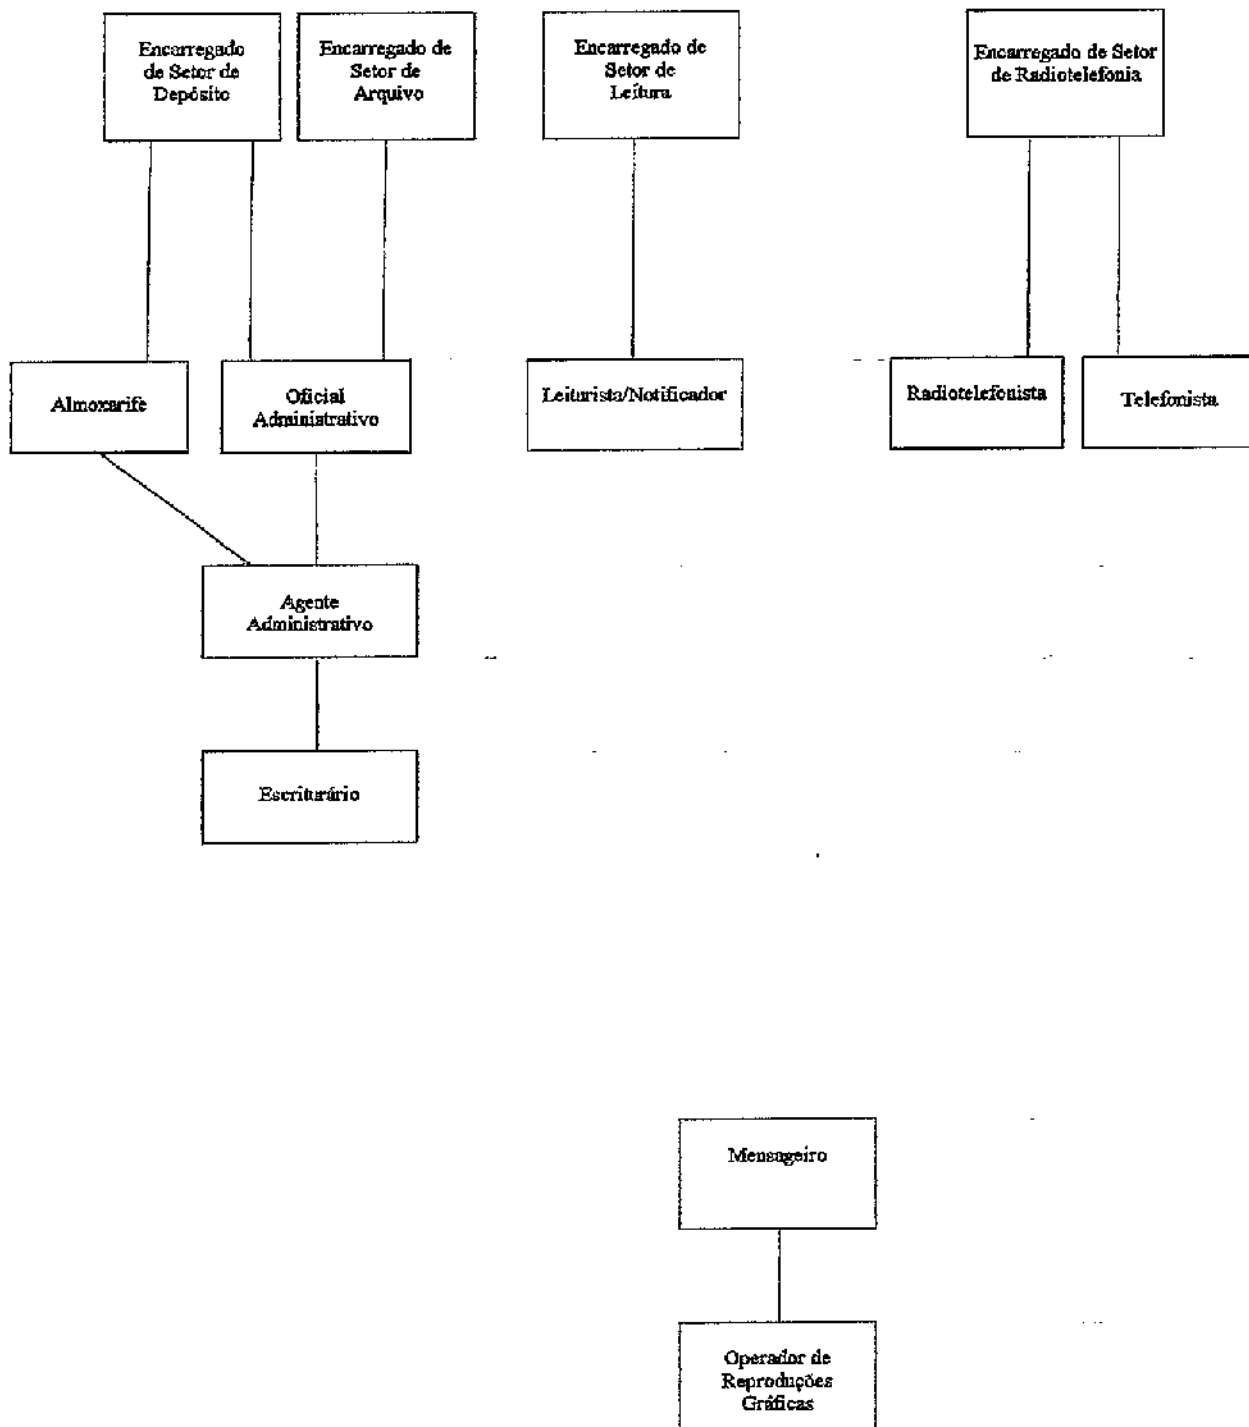 Encarregado
de Setor de
Depósito
Encarregado de
Setor de
Arquivo
Encarregado de
Setor de
Leitura
Encarregado de Setor
de Radiotelefonia
Almoxarife
Oficial
Administrativo
Leiturista/Notificador
Radiotelefonista
Telefonista
Agente
Administrativo
Escriturário
Mensageiro
Operador de
Reproduções
Gráficas